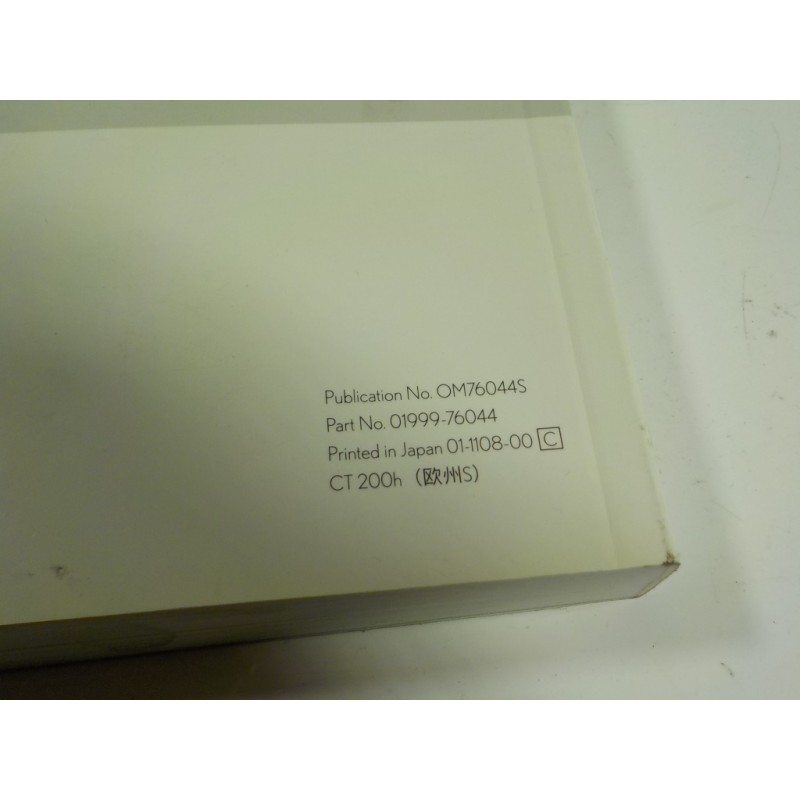 Publication No. OM76044S
Part No. 01999-76044
Printed in Japan 01-1108-00 C
CT 200h (欧州S)